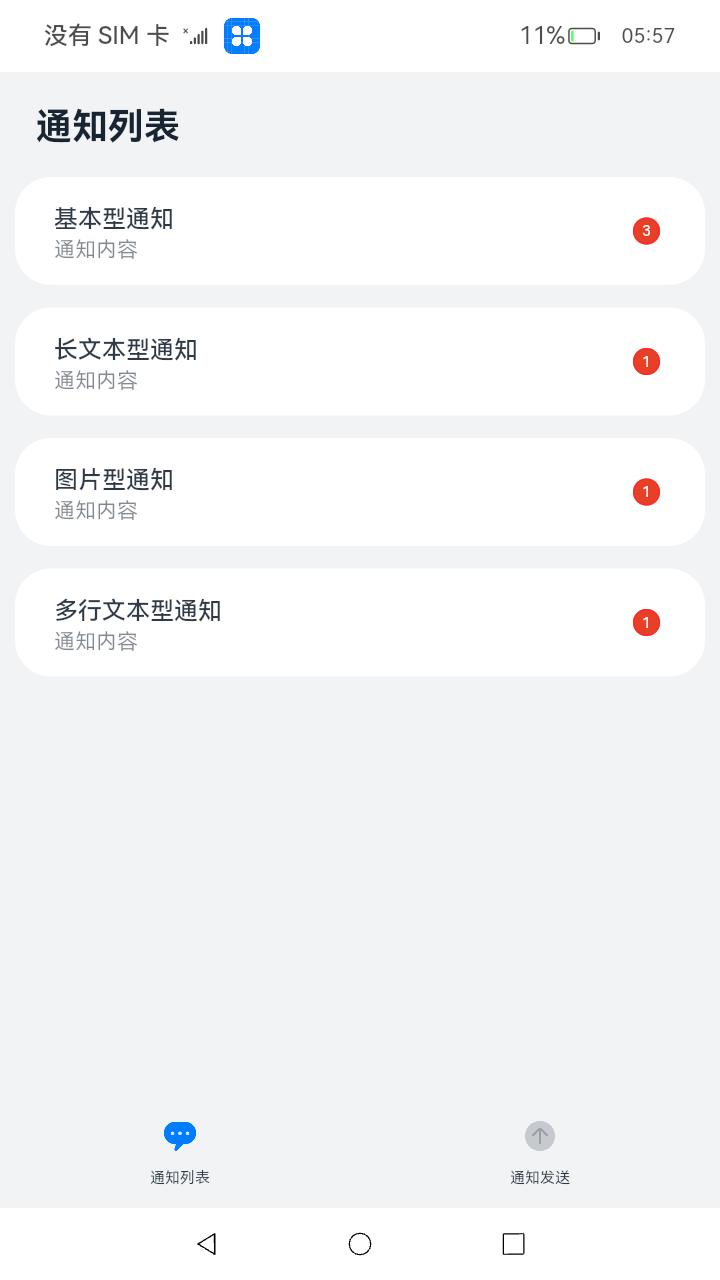 没有 SIM 卡 11% 05:57
通知列表
基本型通知
通知内容
3
长文本型通知
通知内容
1
图片型通知
通知内容
1
多行文本型通知
通知内容
1
通知列表 通知发送